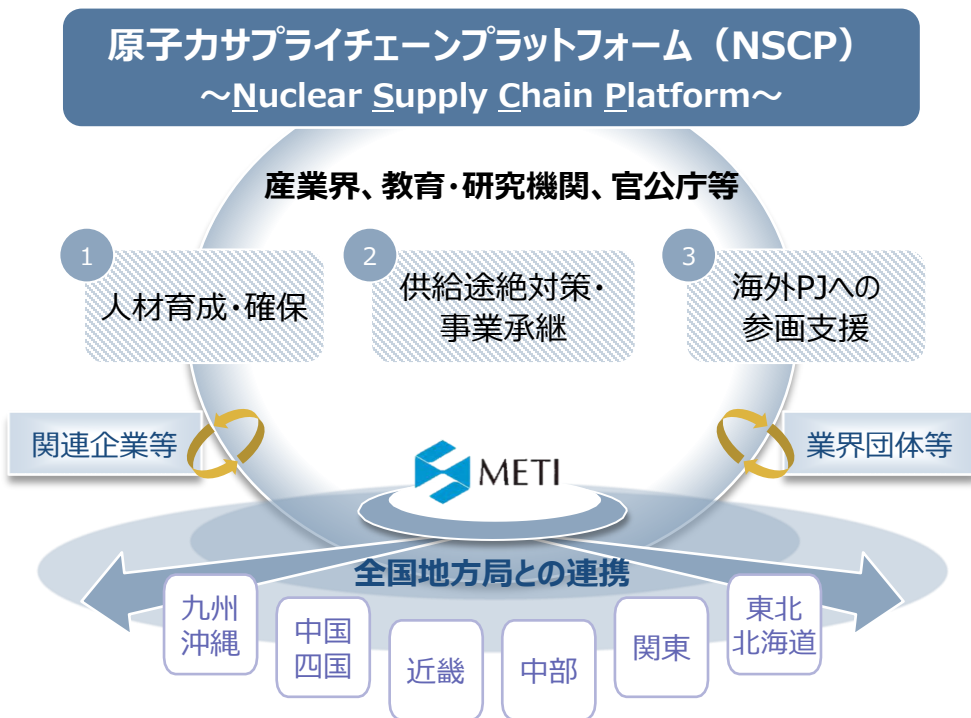 原子力サプライチェーンプラットフォーム（NSCP）
～Nuclear Supply Chain Platform～
産業界、教育・研究機関、官公庁等
1
人材育成・確保
2
供給途絶対策・
事業承継
3
海外PJへの
参画支援
関連企業等
業界団体等
METI
全国地方局との連携
九州
沖縄
中国
四国
近畿
中部
関東
東北
北海道